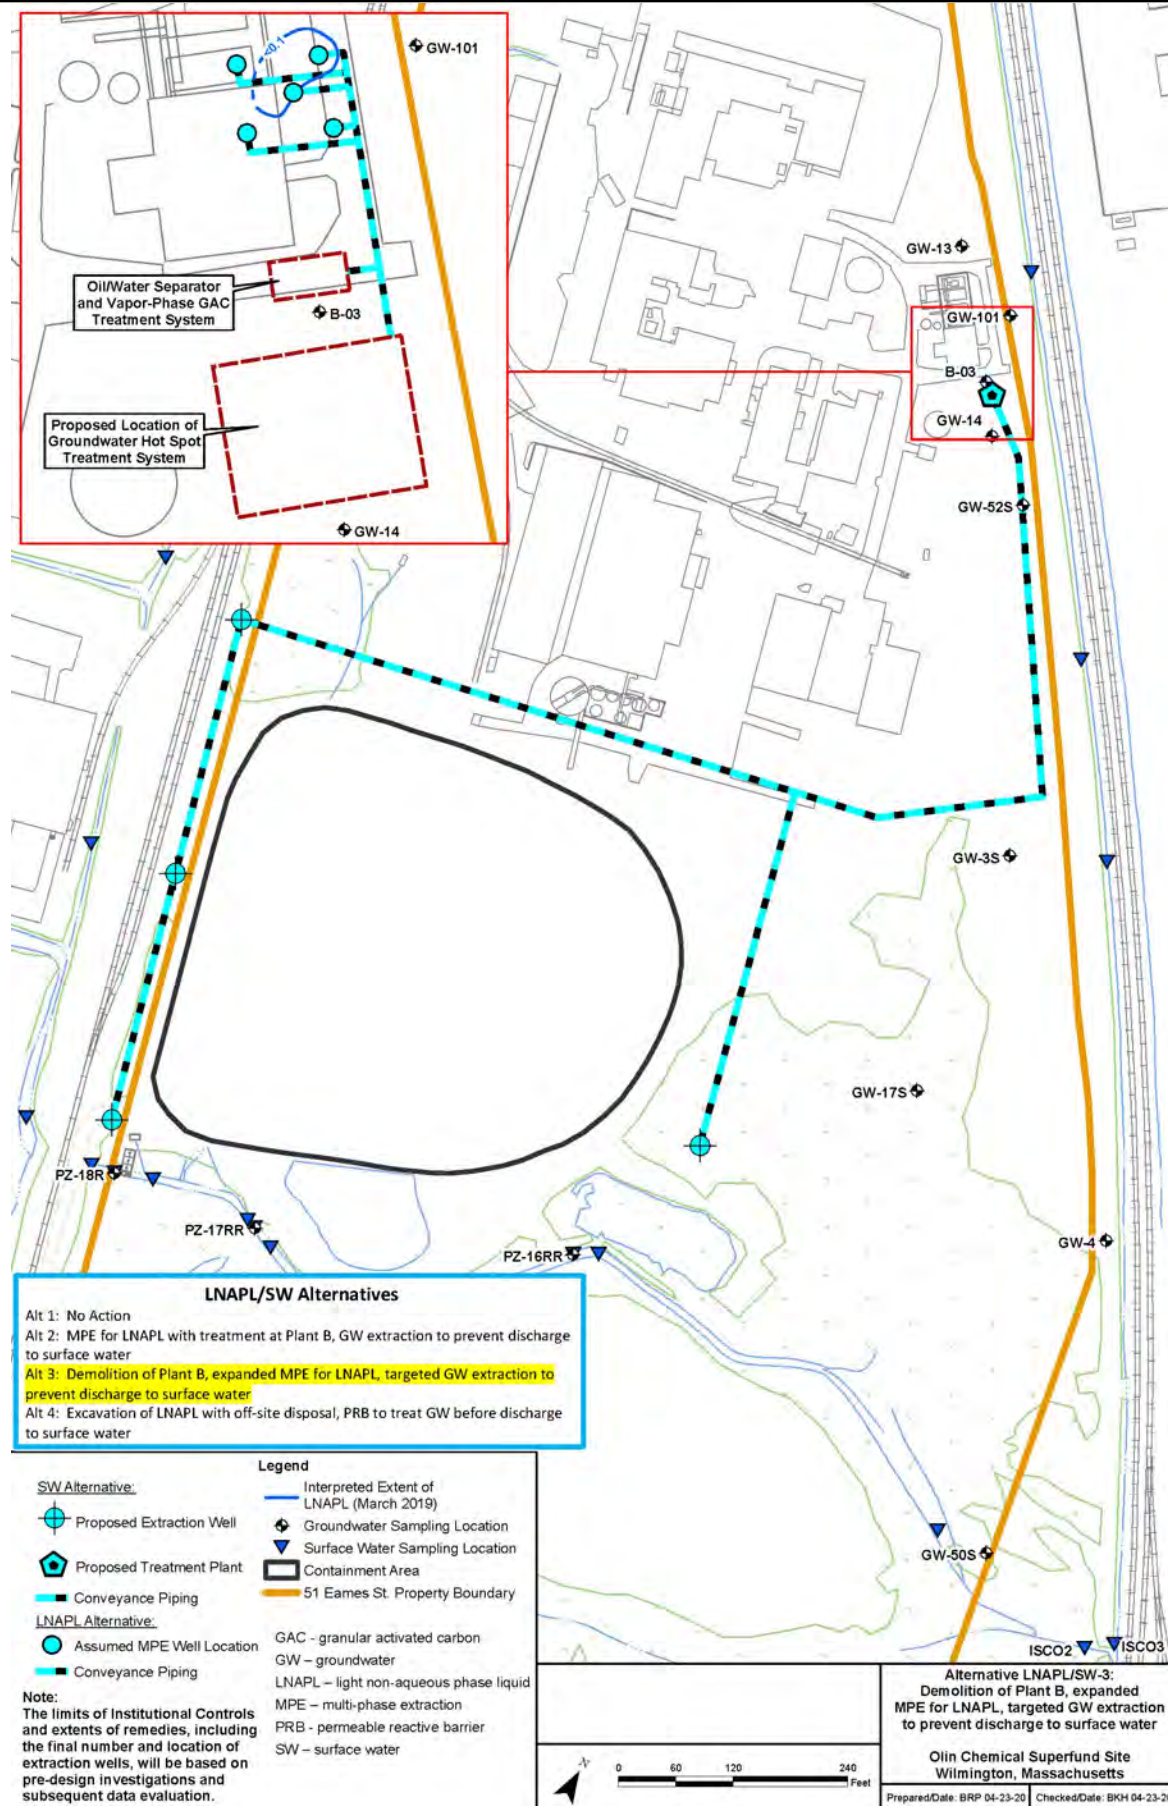 <0.1
GW-101
Oil/Water Separator
and Vapor-Phase GAC
Treatment System
B-03
Proposed Location of
Groundwater Hot Spot
Treatment System
GW-14
GW-13
GW-101
B-03
GW-14
GW-52S
GW-3S
GW-17S
PZ-18R
PZ-17RR
PZ-16RR
GW-4
GW-50S
ISCO2
ISCO3
LNAPL/SW Alternatives
Alt 1: No Action
Alt 2: MPE for LNAPL with treatment at Plant B, GW extraction to prevent discharge
to surface water
Alt 3: Demolition of Plant B, expanded MPE for LNAPL, targeted GW extraction to
prevent discharge to surface water
Alt 4: Excavation of LNAPL with off-site disposal, PRB to treat GW before discharge
to surface water
Legend
SW Alternative:
Proposed Extraction Well
Proposed Treatment Plant
Conveyance Piping
LNAPL Alternative:
Assumed MPE Well Location
Conveyance Piping
Note:
The limits of Institutional Controls
and extents of remedies, including
the final number and location of
extraction wells, will be based on
pre-design investigations and
subsequent data evaluation.
Interpreted Extent of
LNAPL (March 2019)
Groundwater Sampling Location
Surface Water Sampling Location
Containment Area
51 Eames St. Property Boundary
GAC - granular activated carbon
GW – groundwater
LNAPL – light non-aqueous phase liquid
MPE – multi-phase extraction
PRB - permeable reactive barrier
SW – surface water
N
0 60 120 240
Feet
Alternative LNAPL/SW-3:
Demolition of Plant B, expanded
MPE for LNAPL, targeted GW extraction
to prevent discharge to surface water
Olin Chemical Superfund Site
Wilmington, Massachusetts
Prepared/Date: BRP 04-23-20
Checked/Date: BKH 04-23-20